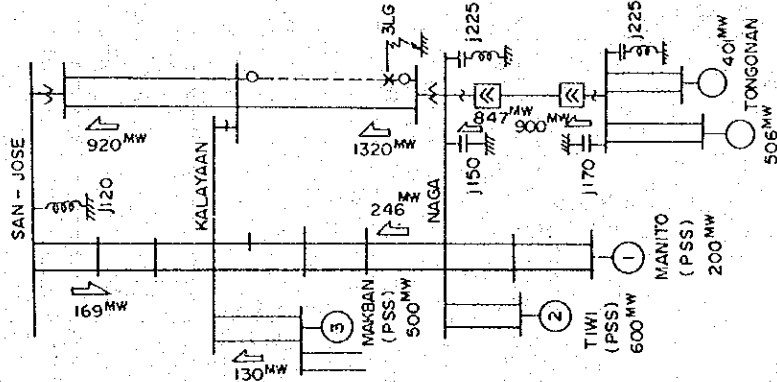 SAN-JOSE
j120
920MW
169MW
KALAYAAN
3LG
1320MW
246MW
130MW
3
MAKBAN
(PSS)
500MW
NAGA
j225
j150
847MW
900MW
j170
j225
2
TIWI
(PSS)
600MW
1
MANITO
(PSS)
200MW
506MW
401MW
TONGONAN